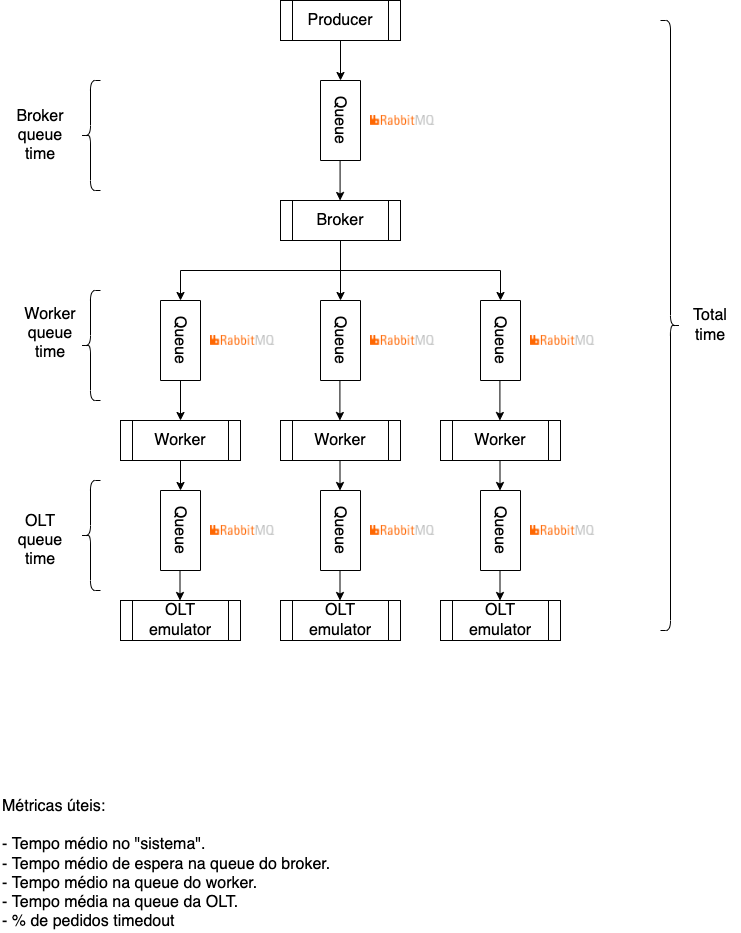 Producer
Broker
queue
time
Queue
RabbitMQ
Broker
Worker
queue
time
Queue
RabbitMQ
Queue
RabbitMQ
Queue
RabbitMQ
Total
time
Worker
Worker
Worker
OLT
queue
time
Queue
RabbitMQ
Queue
RabbitMQ
Queue
RabbitMQ
OLT
emulator
OLT
emulator
OLT
emulator
Métricas úteis:
- Tempo médio no "sistema".
- Tempo médio de espera na queue do broker.
- Tempo médio na queue do worker.
- Tempo média na queue da OLT.
- % de pedidos timedout